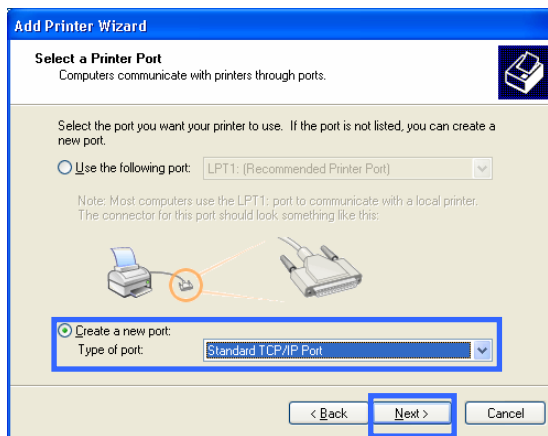 Add Printer Wizard
Select a Printer Port
Computers communicate with printers through ports.
Select the port you want your printer to use. If the port is not listed, you can create a
new port.
Use the following port: LPT1: (Recommended Printer Port)
Note: Most computers use the LPT1: port to communicate with a local printer.
The connector for this port should look something like this:
Create a new port:
Type of port: Standard TCP/IP Port
< Back Next > Cancel